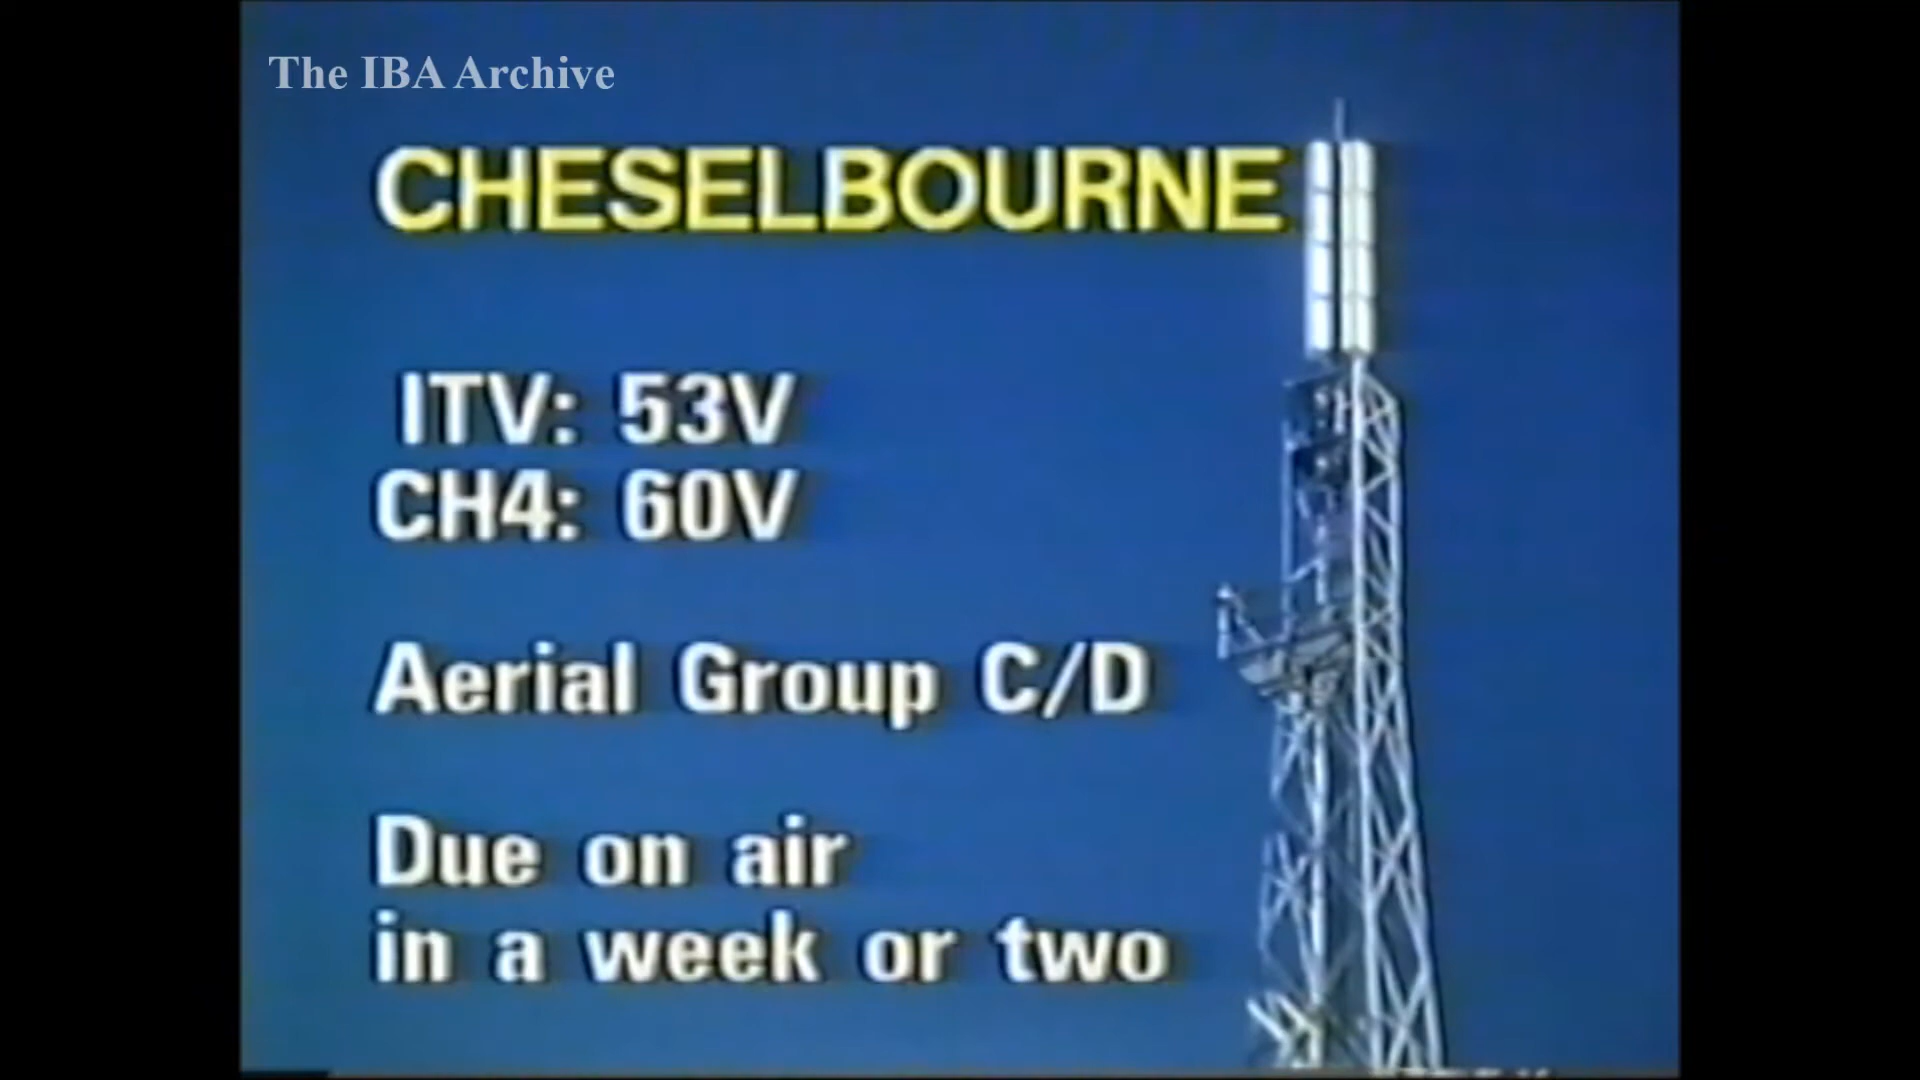 The IBA Archive
CHESELBOURNE
ITV: 53V
CH4: 60V
Aerial Group C/D
Due on air
in a week or two